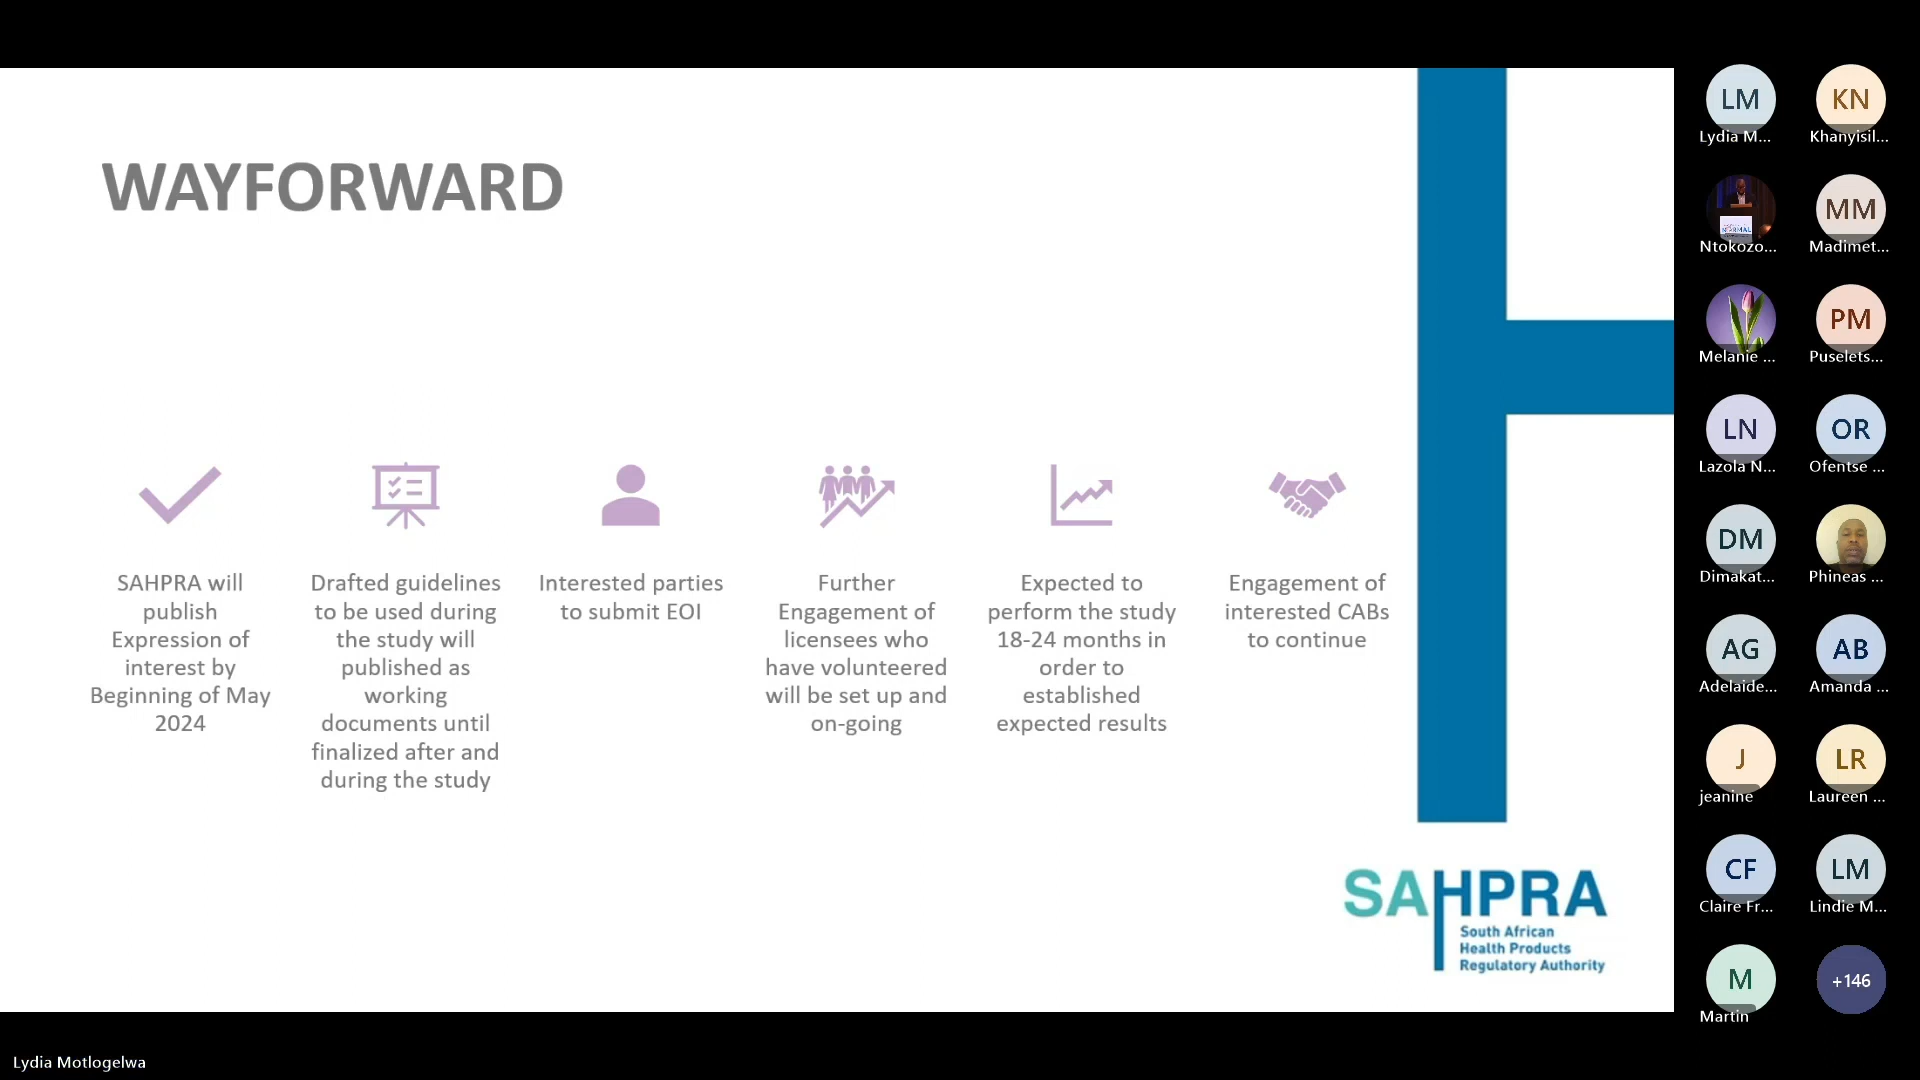 WAYFORWARD
SAHPRA will
publish
Expression of
interest by
Beginning of May
2024
Drafted guidelines
to be used during
the study will
published as
working
documents until
finalized after and
during the study
Interested parties
to submit EOI
Further
Engagement of
licensees who
have volunteered
will be set up and
on-going
Expected to
perform the study
18-24 months in
order to
established
expected results
Engagement of
interested CABs
to continue
SAHPRA
South African
Health Products
Regulatory Authority
LM
Lydia M...
KN
Khanyisil...
Ntokozo...
MM
Madimet...
Melanie ...
PM
Puselets...
LN
Lazola N...
OR
Ofentse ...
DM
Dimakat...
Phineas ...
AG
Adelaide...
AB
Amanda ...
J
jeanine
LR
Laureen ...
CF
Claire Fr...
LM
Lindie M...
M
Martin
+146
Lydia Motlogelwa